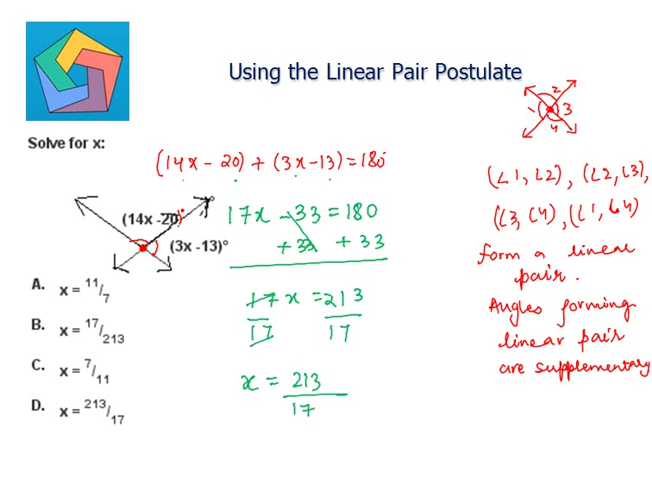 Using the Linear Pair Postulate
Solve for x:
(14x - 20) + (3x - 13) = 180
(14x -20)°
(3x -13)°
17x - 33 = 180
+ 33 + 33
17x = 213
17 17
x = 213
17
A. x = 11/7
B. x = 17/213
C. x = 7/11
D. x = 213/17
2
1 3
4
(∠1, ∠2), (∠2, ∠3),
(∠3, ∠4), (∠1, ∠4)
form a linear
pair.
Angles forming
linear pair
are supplementary